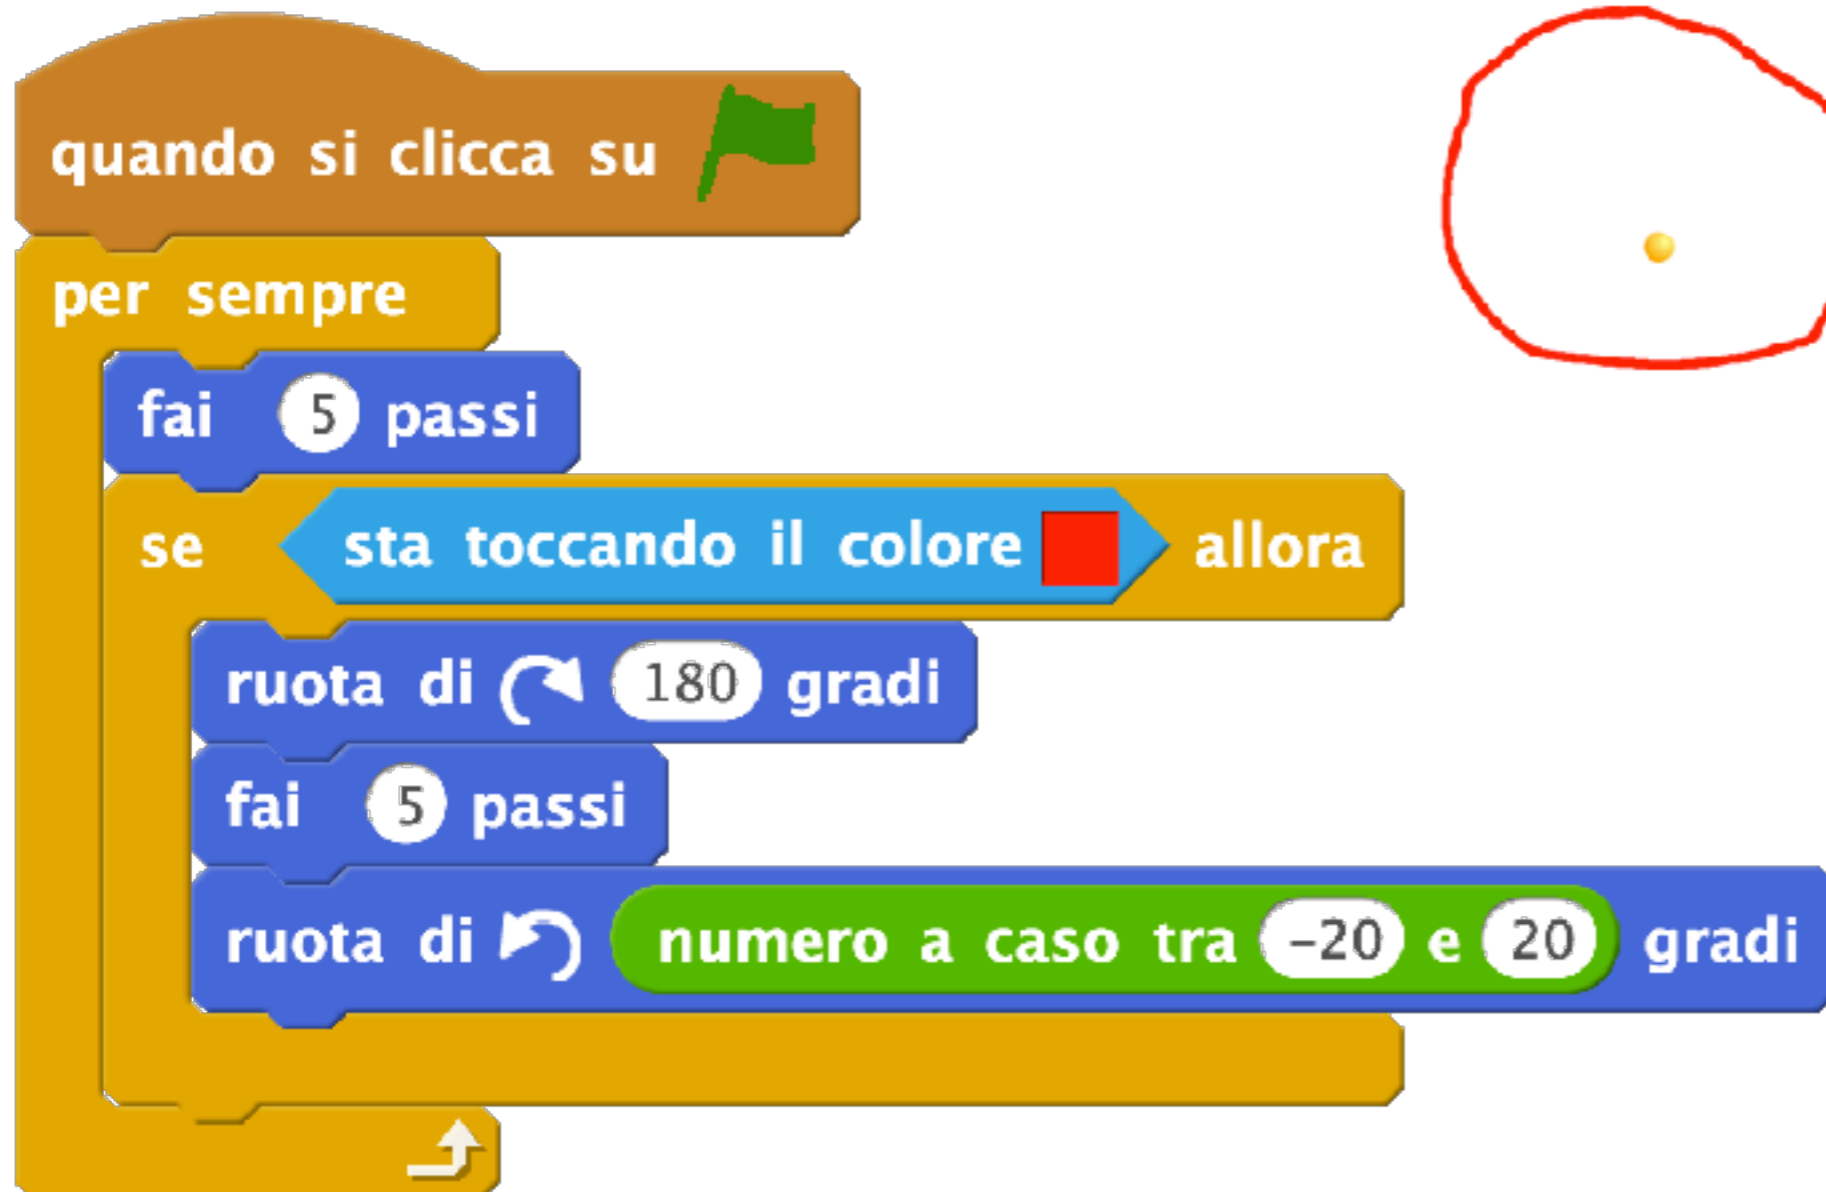 quando si clicca su
per sempre
fai 5 passi
se sta toccando il colore allora
ruota di 180 gradi
fai 5 passi
ruota di numero a caso tra -20 e 20 gradi